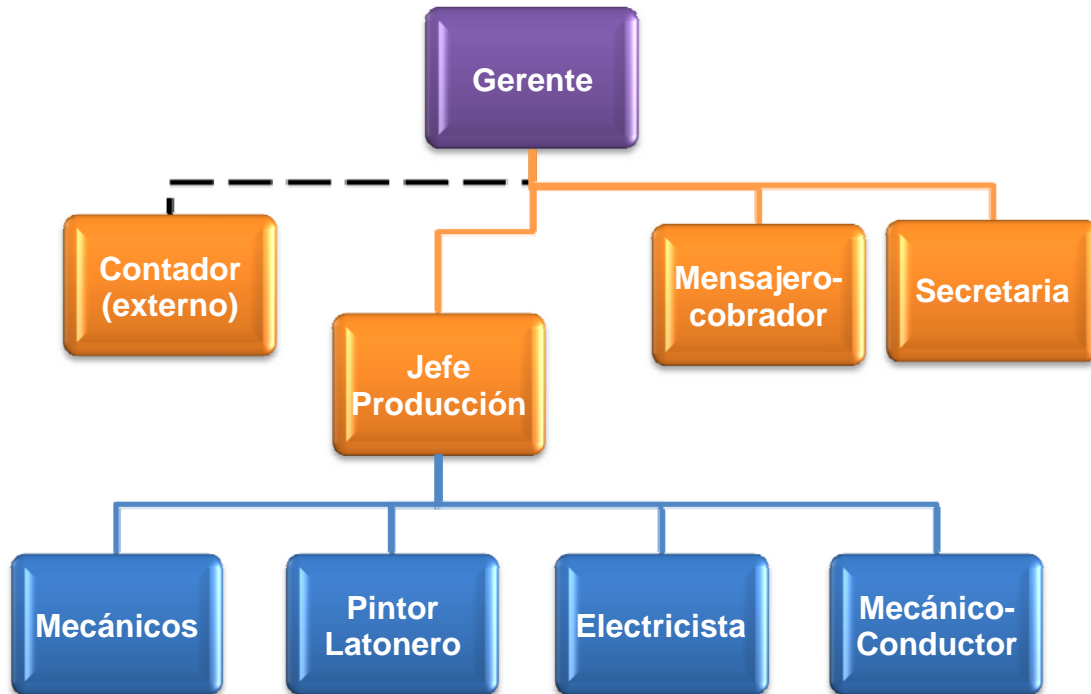 Gerente
Contador
(externo)
Mensajero-
cobrador
Secretaria
Jefe
Producción
Mecánicos
Pintor
Latonero
Electricista
Mecánico-
Conductor